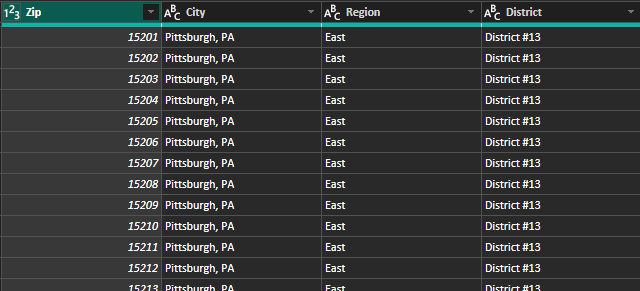 1²3 Zip ABC City ABC Region ABC District
15201 Pittsburgh, PA East District #13
15202 Pittsburgh, PA East District #13
15203 Pittsburgh, PA East District #13
15204 Pittsburgh, PA East District #13
15205 Pittsburgh, PA East District #13
15206 Pittsburgh, PA East District #13
15207 Pittsburgh, PA East District #13
15208 Pittsburgh, PA East District #13
15209 Pittsburgh, PA East District #13
15210 Pittsburgh, PA East District #13
15211 Pittsburgh, PA East District #13
15212 Pittsburgh, PA East District #13
15213 Pittsburgh, PA East District #13